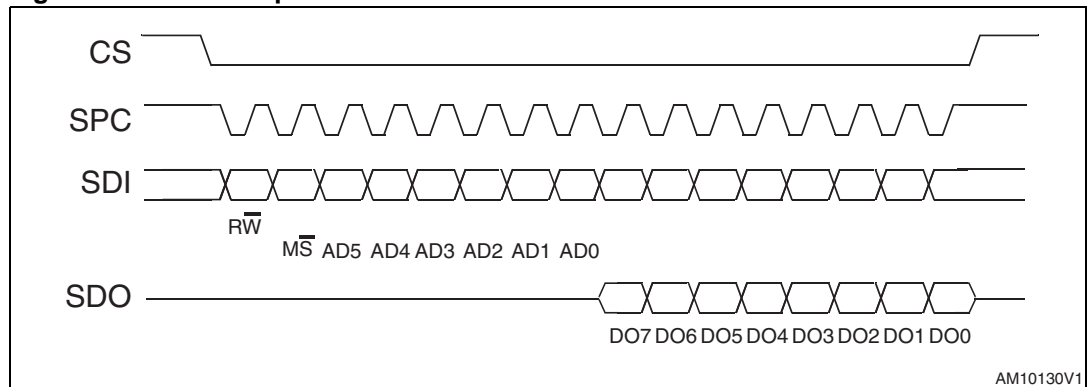 CS
SPC
SDI
RW̅
MS̅ AD5 AD4 AD3 AD2 AD1 AD0
SDO
DO7 DO6 DO5 DO4 DO3 DO2 DO1 DO0
AM10130V1